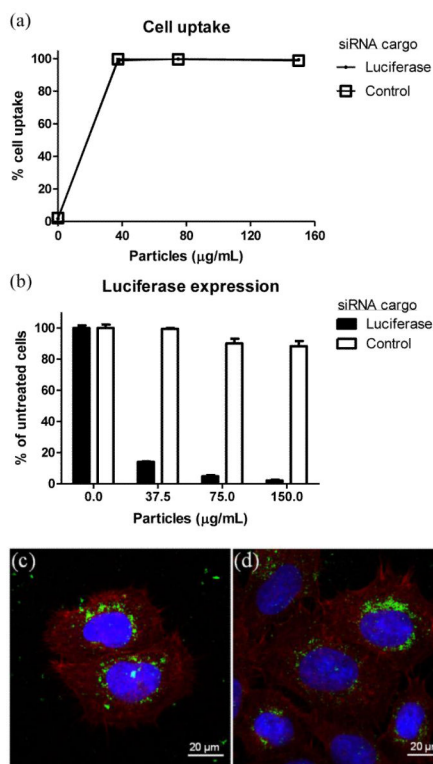 (a)
Cell uptake
siRNA cargo
Luciferase
Control
% cell uptake
100
80
60
40
20
0
0 40 80 120 160
Particles (µg/mL)
(b)
Luciferase expression
siRNA cargo
Luciferase
Control
% of untreated cells
100
80
60
40
20
0
0.0 37.5 75.0 150.0
Particles (µg/mL)
(c)
20 µm
(d)
20 µm